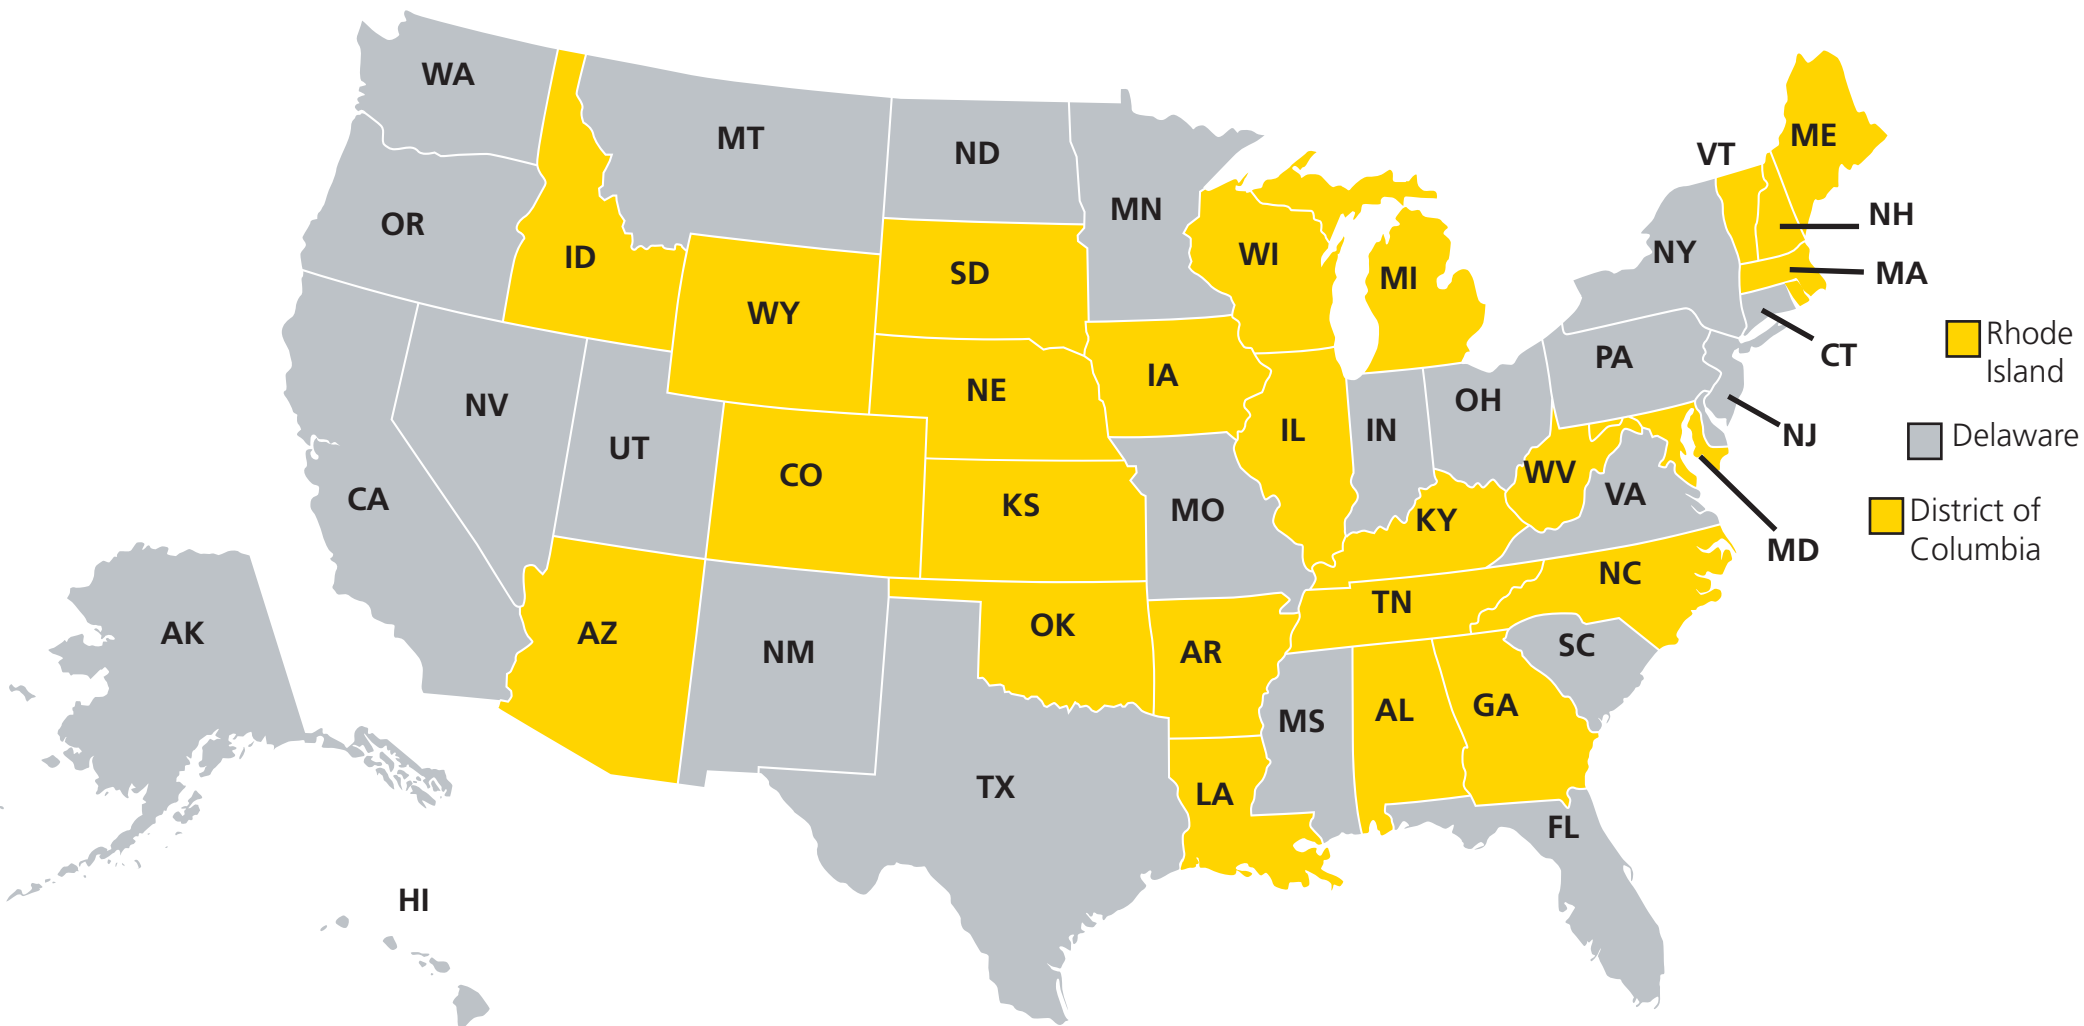 WA
MT
ND
MN
ME
VT
NH
OR
ID
WY
SD
WI
MI
NY
MA
CT
Rhode
Island
NV
UT
CO
NE
IA
IL
IN
OH
PA
NJ
Delaware
CA
KS
MO
KY
WV
VA
MD
District of
Columbia
AK
AZ
NM
OK
AR
TN
NC
SC
TX
LA
MS
AL
GA
FL
HI